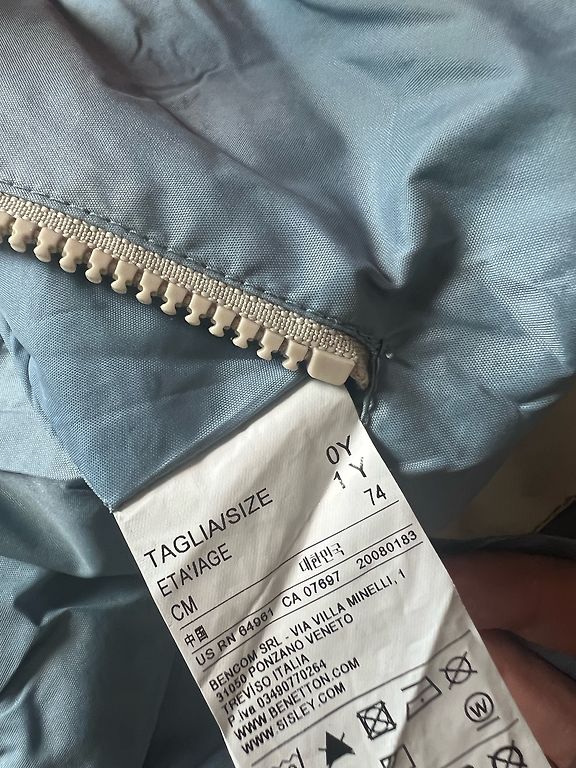 TAGLIA/SIZE 0Y
ETA'/AGE 1 Y
CM 74
中国 대한민국
US RN 64961 CA 07697 20080183
BENGOM SRL - VIA VILLA MINELLI, 1
31050 PONZANO VENETO
TREVISO ITALIA
P. iva 03490770264
WWW.BENETTON.COM
WWW.SISLEY.COM
W